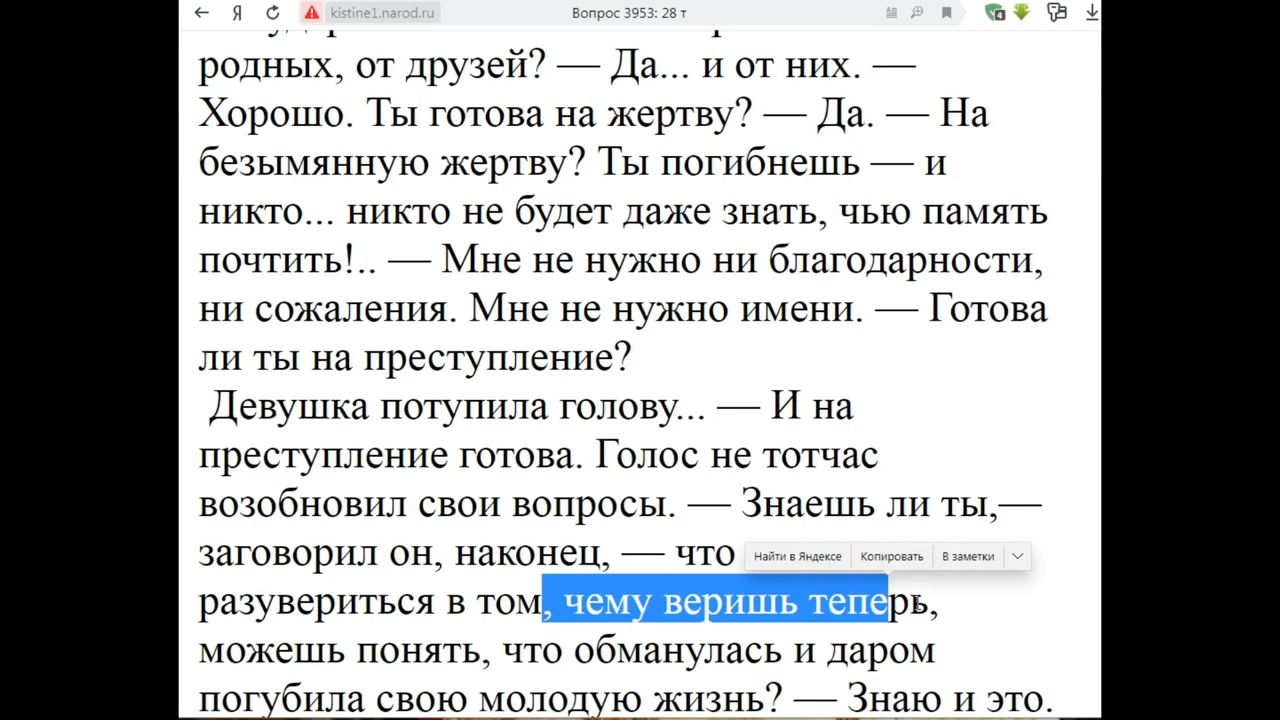 Я
kistine1.narod.ru
Вопрос 3953: 28 т
4
родных, от друзей? — Да... и от них. —
Хорошо. Ты готова на жертву? — Да. — На
безымянную жертву? Ты погибнешь — и
никто... никто не будет даже знать, чью память
почтить!.. — Мне не нужно ни благодарности,
ни сожаления. Мне не нужно имени. — Готова
ли ты на преступление?
Девушка потупила голову... — И на
преступление готова. Голос не тотчас
возобновил свои вопросы. — Знаешь ли ты,—
заговорил он, наконец, — что
Найти в Яндексе Копировать В заметки
разувериться в том, чему веришь теперь,
можешь понять, что обманулась и даром
погубила свою молодую жизнь? — Знаю и это.